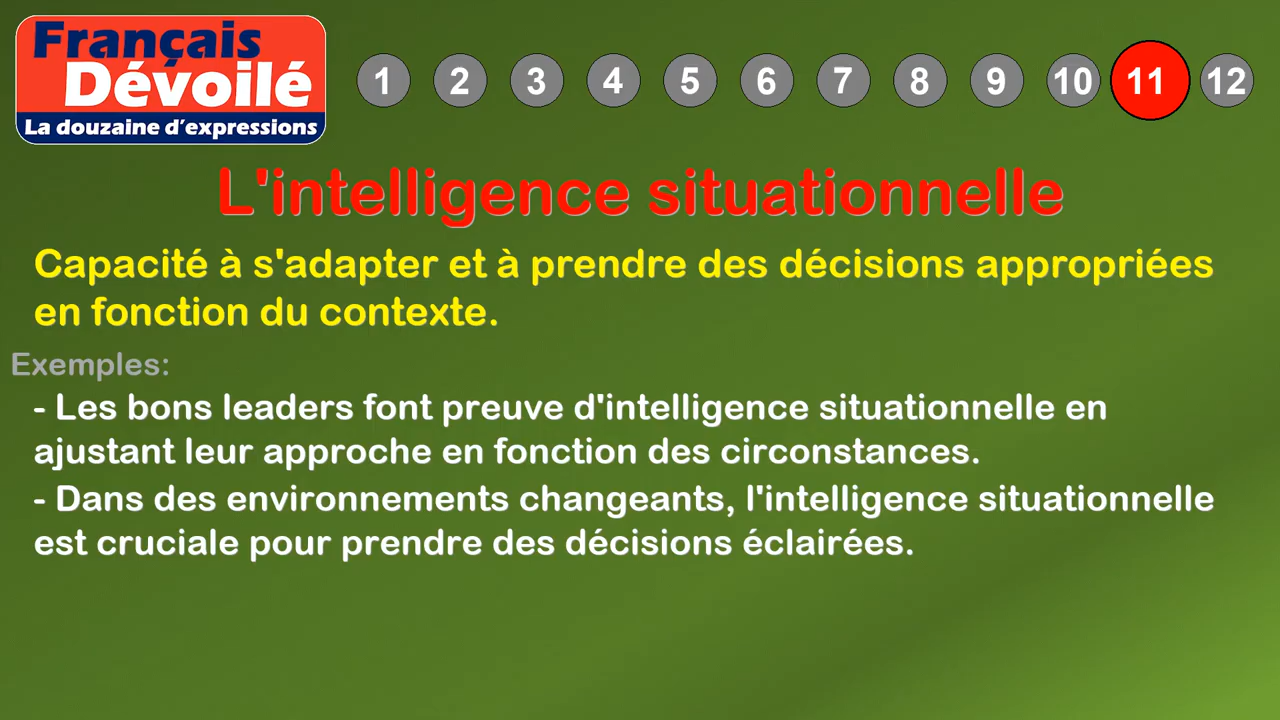 Français
Dévoilé
La douzaine d'expressions
1 2 3 4 5 6 7 8 9 10 11 12
L'intelligence situationnelle
Capacité à s'adapter et à prendre des décisions appropriées
en fonction du contexte.
Exemples:
- Les bons leaders font preuve d'intelligence situationnelle en
ajustant leur approche en fonction des circonstances.
- Dans des environnements changeants, l'intelligence situationnelle
est cruciale pour prendre des décisions éclairées.